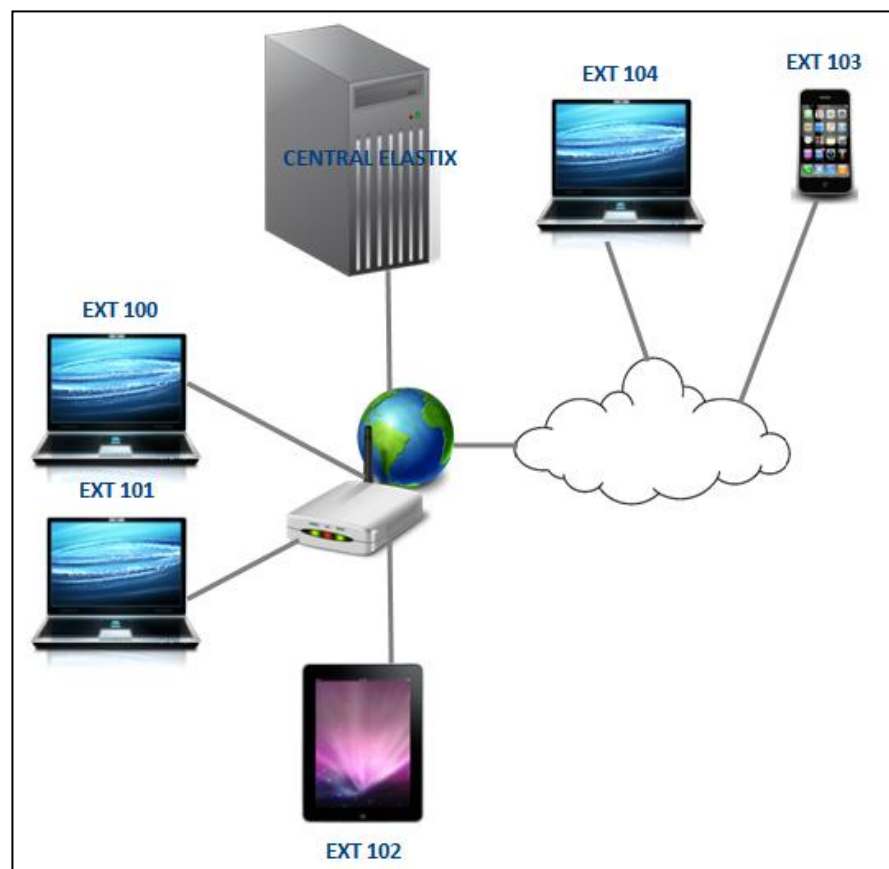 EXT 104
EXT 103
CENTRAL ELASTIX
EXT 100
EXT 101
EXT 102